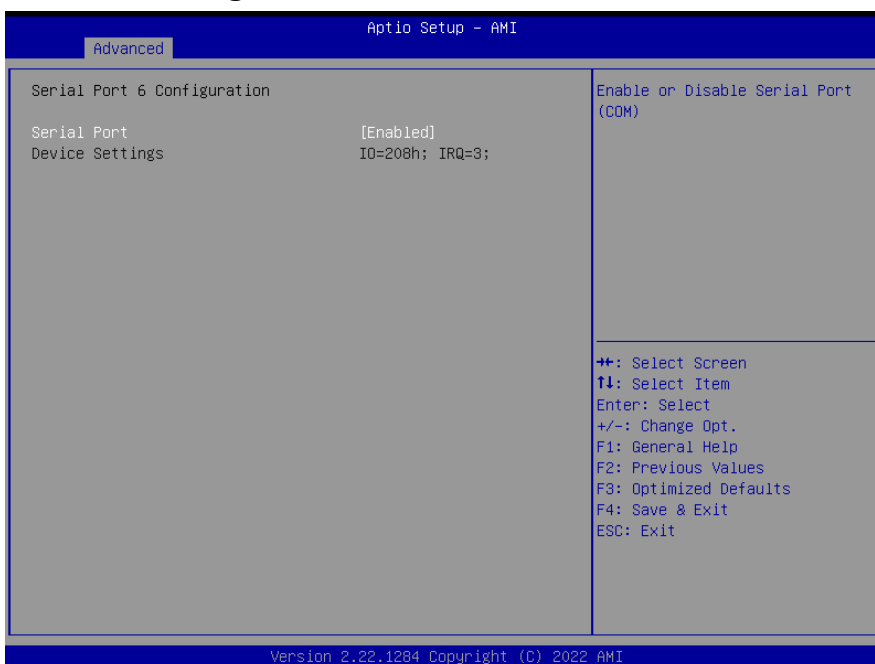 Aptio Setup – AMI
Advanced
Serial Port 6 Configuration
Serial Port [Enabled]
Device Settings IO=208h; IRQ=3;
Enable or Disable Serial Port
(COM)
→←: Select Screen
↑↓: Select Item
Enter: Select
+/-: Change Opt.
F1: General Help
F2: Previous Values
F3: Optimized Defaults
F4: Save & Exit
ESC: Exit
Version 2.22.1284 Copyright (C) 2022 AMI